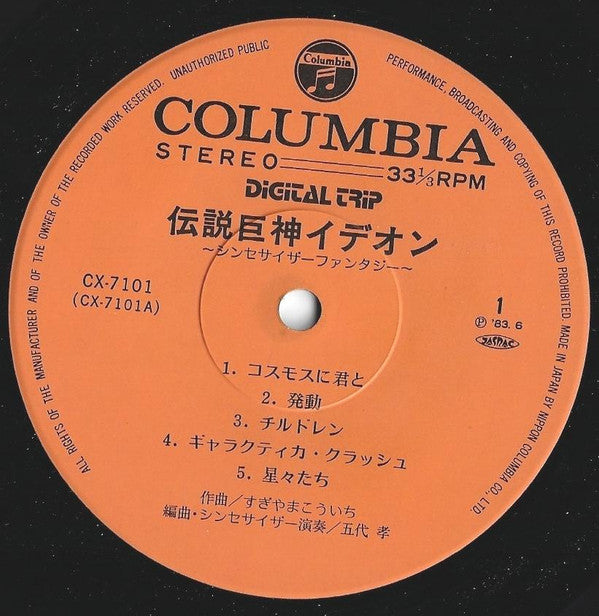 ALL RIGHTS OF THE MANUFACTURER AND OF THE OWNER OF THE RECORDED WORK RESERVED. UNAUTHORIZED PUBLIC PERFORMANCE, BROADCASTING AND COPYING OF THIS RECORD PROHIBITED. MADE IN JAPAN BY NIPPON COLUMBIA CO., LTD.
Columbia
COLUMBIA
STEREO 33 1/3 RPM
DIGITAL TRIP
伝説巨神イデオン
～シンセサイザーファンタジー～
CX-7101
(CX-7101A)
1
Ⓟ '83. 6
JASRAC
1. コスモスに君と
2. 発動
3. チルドレン
4. ギャラクティカ・クラッシュ
5. 星々たち
作曲/すぎやまこういち
編曲・シンセサイザー演奏/五代 孝